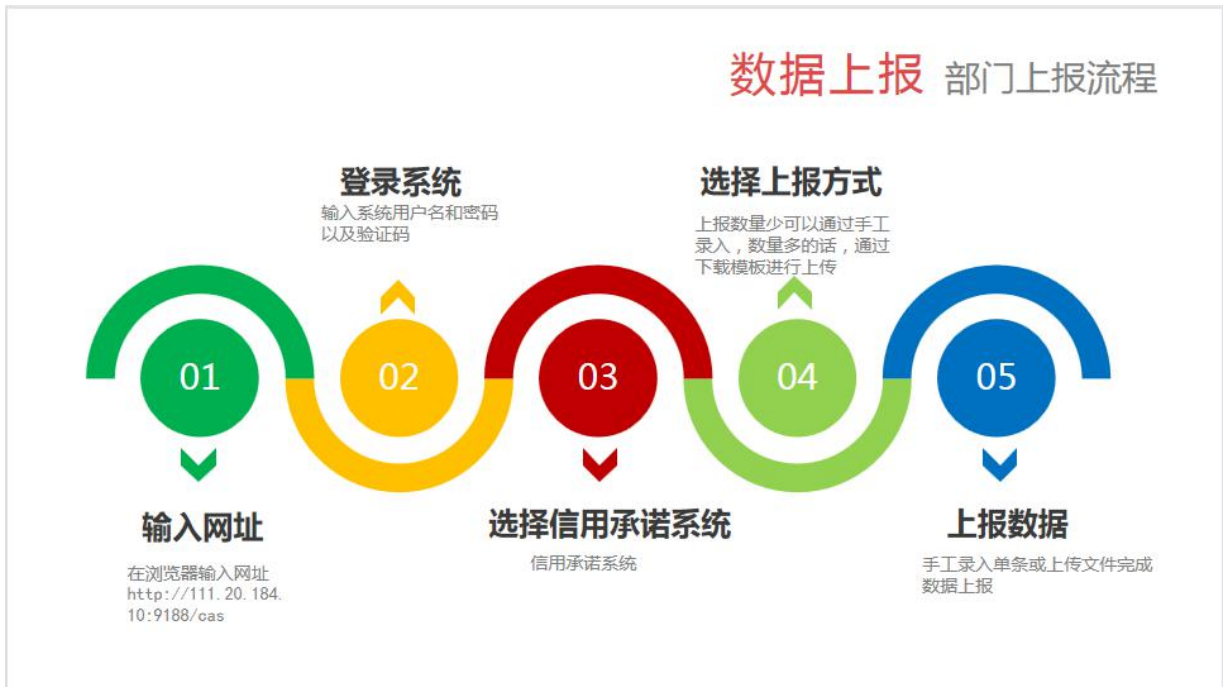 数据上报 部门上报流程
01
输入网址
在浏览器输入网址
http://111.20.184.
10:9188/cas
登录系统
输入系统用户名和密码
以及验证码
02
03
选择信用承诺系统
信用承诺系统
选择上报方式
上报数量少可以通过手工
录入，数量多的话，通过
下载模板进行上传
04
05
上报数据
手工录入单条或上传文件完成
数据上报